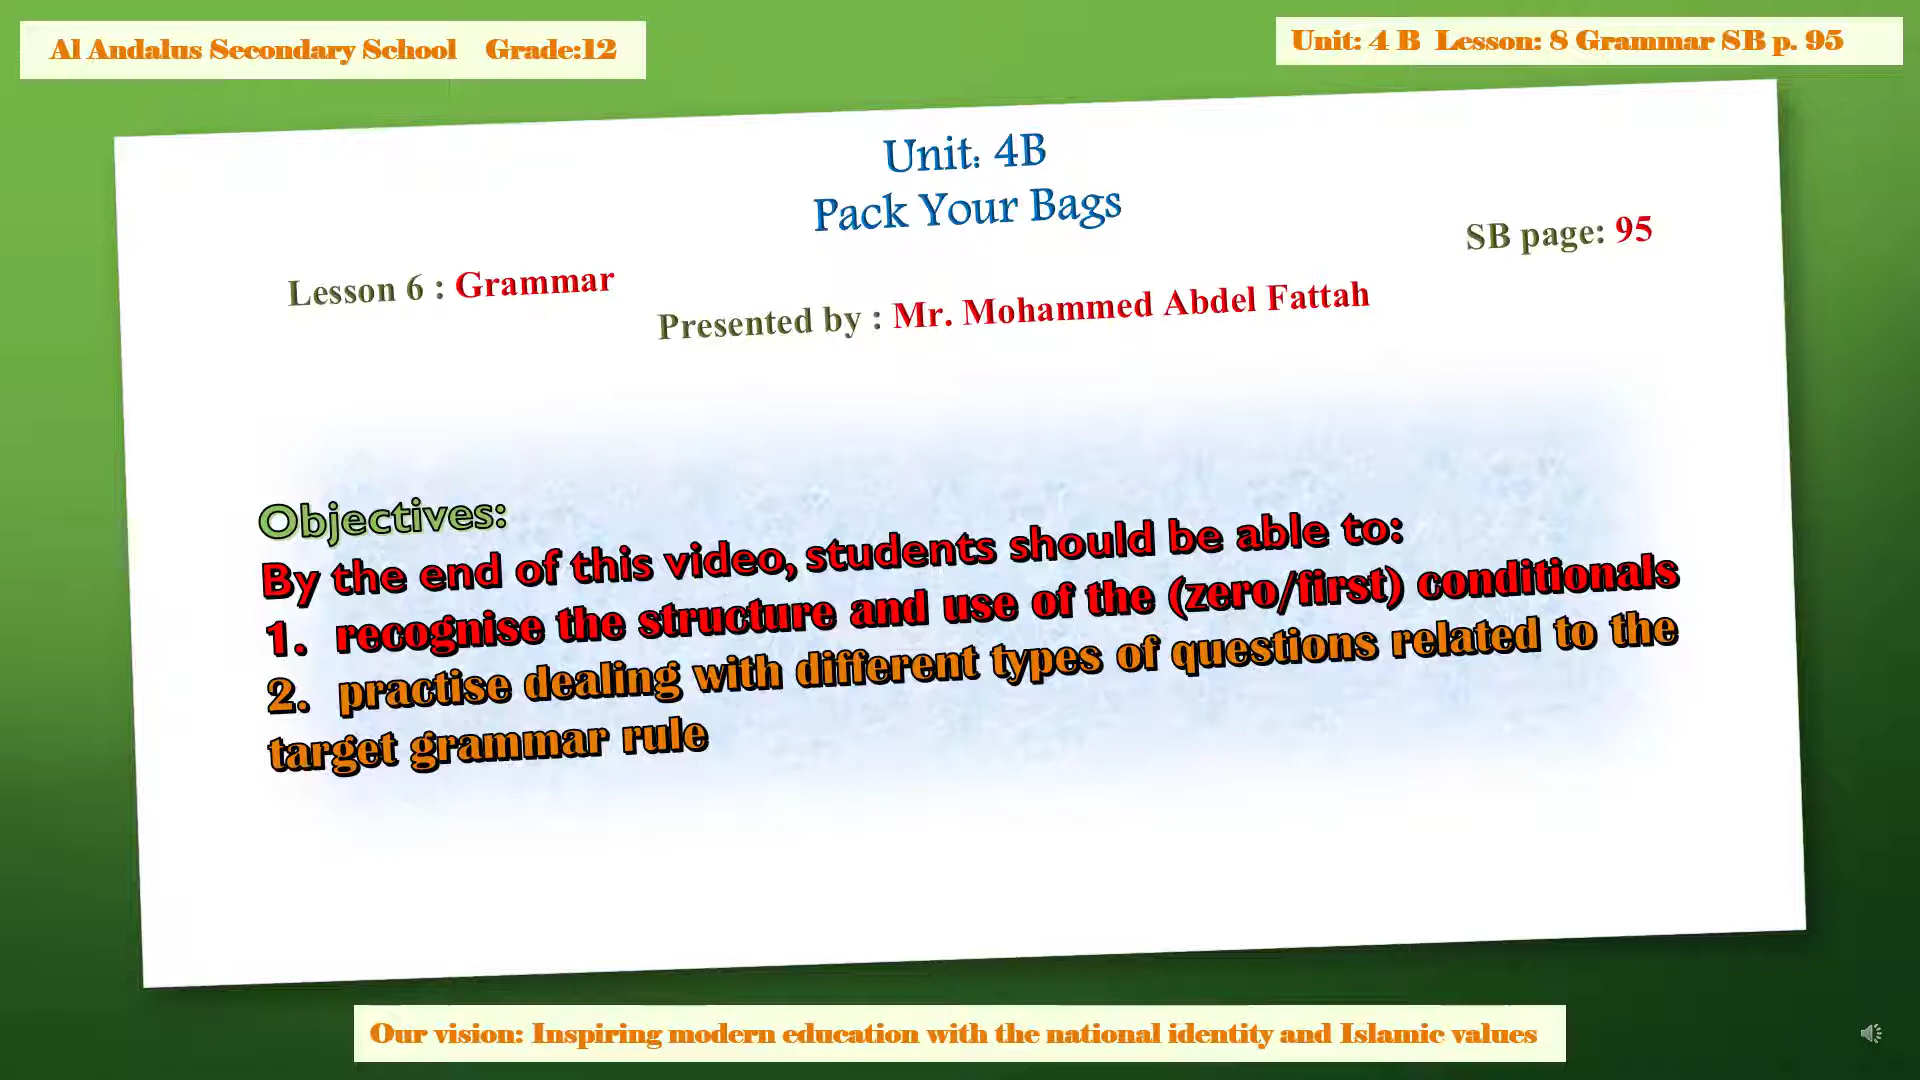 Al Andalus Secondary School Grade:12
Unit: 4 B Lesson: 8 Grammar SB p. 95
Unit: 4B
Pack Your Bags
SB page: 95
Lesson 6 : Grammar
Presented by : Mr. Mohammed Abdel Fattah
Objectives:
By the end of this video, students should be able to:
1. recognise the structure and use of the (zero/first) conditionals
2. practise dealing with different types of questions related to the
target grammar rule
Our vision: Inspiring modern education with the national identity and Islamic values